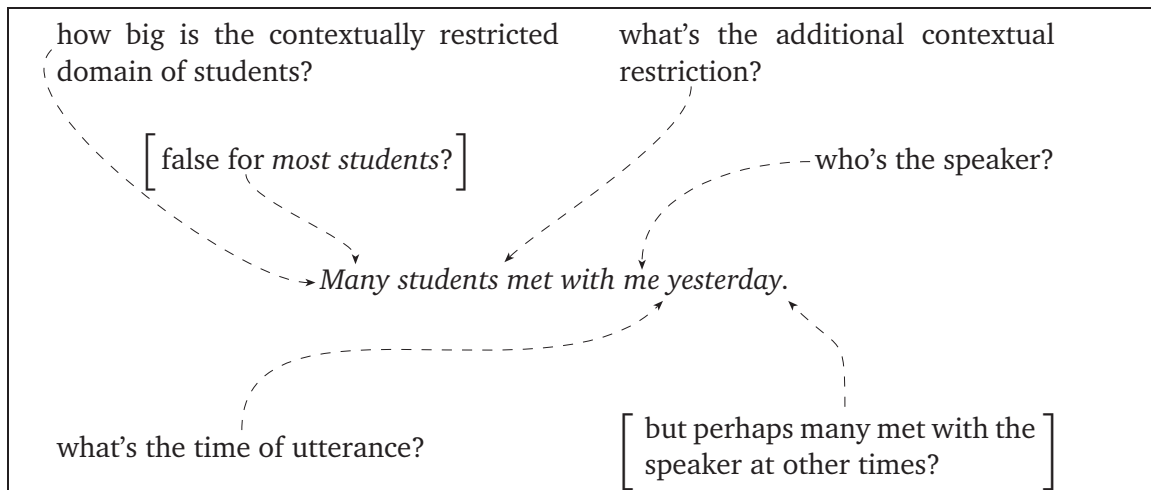 how big is the contextually restricted
domain of students?
what's the additional contextual
restriction?
[ false for most students? ]
who's the speaker?
Many students met with me yesterday.
what's the time of utterance?
[ but perhaps many met with the
speaker at other times? ]